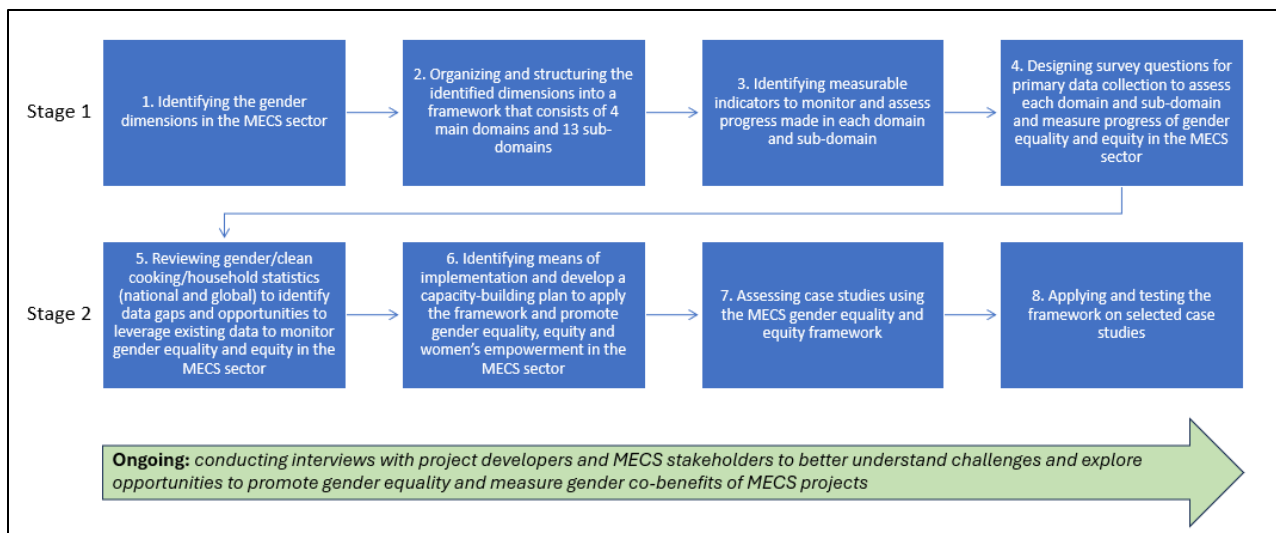 Stage 1
1. Identifying the gender
dimensions in the MECS sector
2. Organizing and structuring the
identified dimensions into a
framework that consists of 4
main domains and 13 sub-
domains
3. Identifying measurable
indicators to monitor and assess
progress made in each domain
and sub-domain
4. Designing survey questions for
primary data collection to assess
each domain and sub-domain
and measure progress of gender
equality and equity in the MECS
sector
Stage 2
5. Reviewing gender/clean
cooking/household statistics
(national and global) to identify
data gaps and opportunities to
leverage existing data to monitor
gender equality and equity in the
MECS sector
6. Identifying means of
implementation and develop a
capacity-building plan to apply
the framework and promote
gender equality, equity and
women’s empowerment in the
MECS sector
7. Assessing case studies using
the MECS gender equality and
equity framework
8. Applying and testing the
framework on selected case
studies
Ongoing: conducting interviews with project developers and MECS stakeholders to better understand challenges and explore
opportunities to promote gender equality and measure gender co-benefits of MECS projects